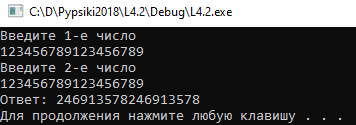 C:\D\Pypsiki2018\L4.2\Debug\L4.2.exe
Введите 1-е число
123456789123456789
Введите 2-е число
123456789123456789
Ответ: 246913578246913578
Для продолжения нажмите любую клавишу . . .